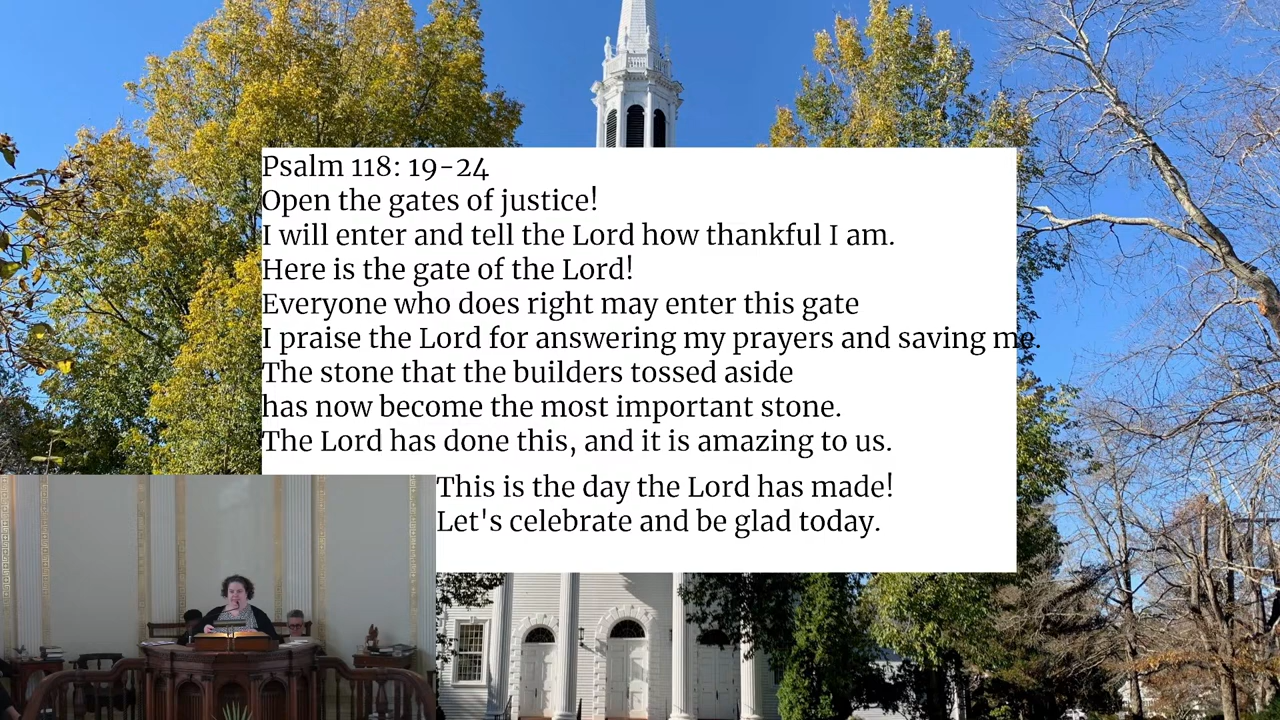 Psalm 118: 19-24
Open the gates of justice!
I will enter and tell the Lord how thankful I am.
Here is the gate of the Lord!
Everyone who does right may enter this gate
I praise the Lord for answering my prayers and saving me.
The stone that the builders tossed aside
has now become the most important stone.
The Lord has done this, and it is amazing to us.
This is the day the Lord has made!
Let's celebrate and be glad today.